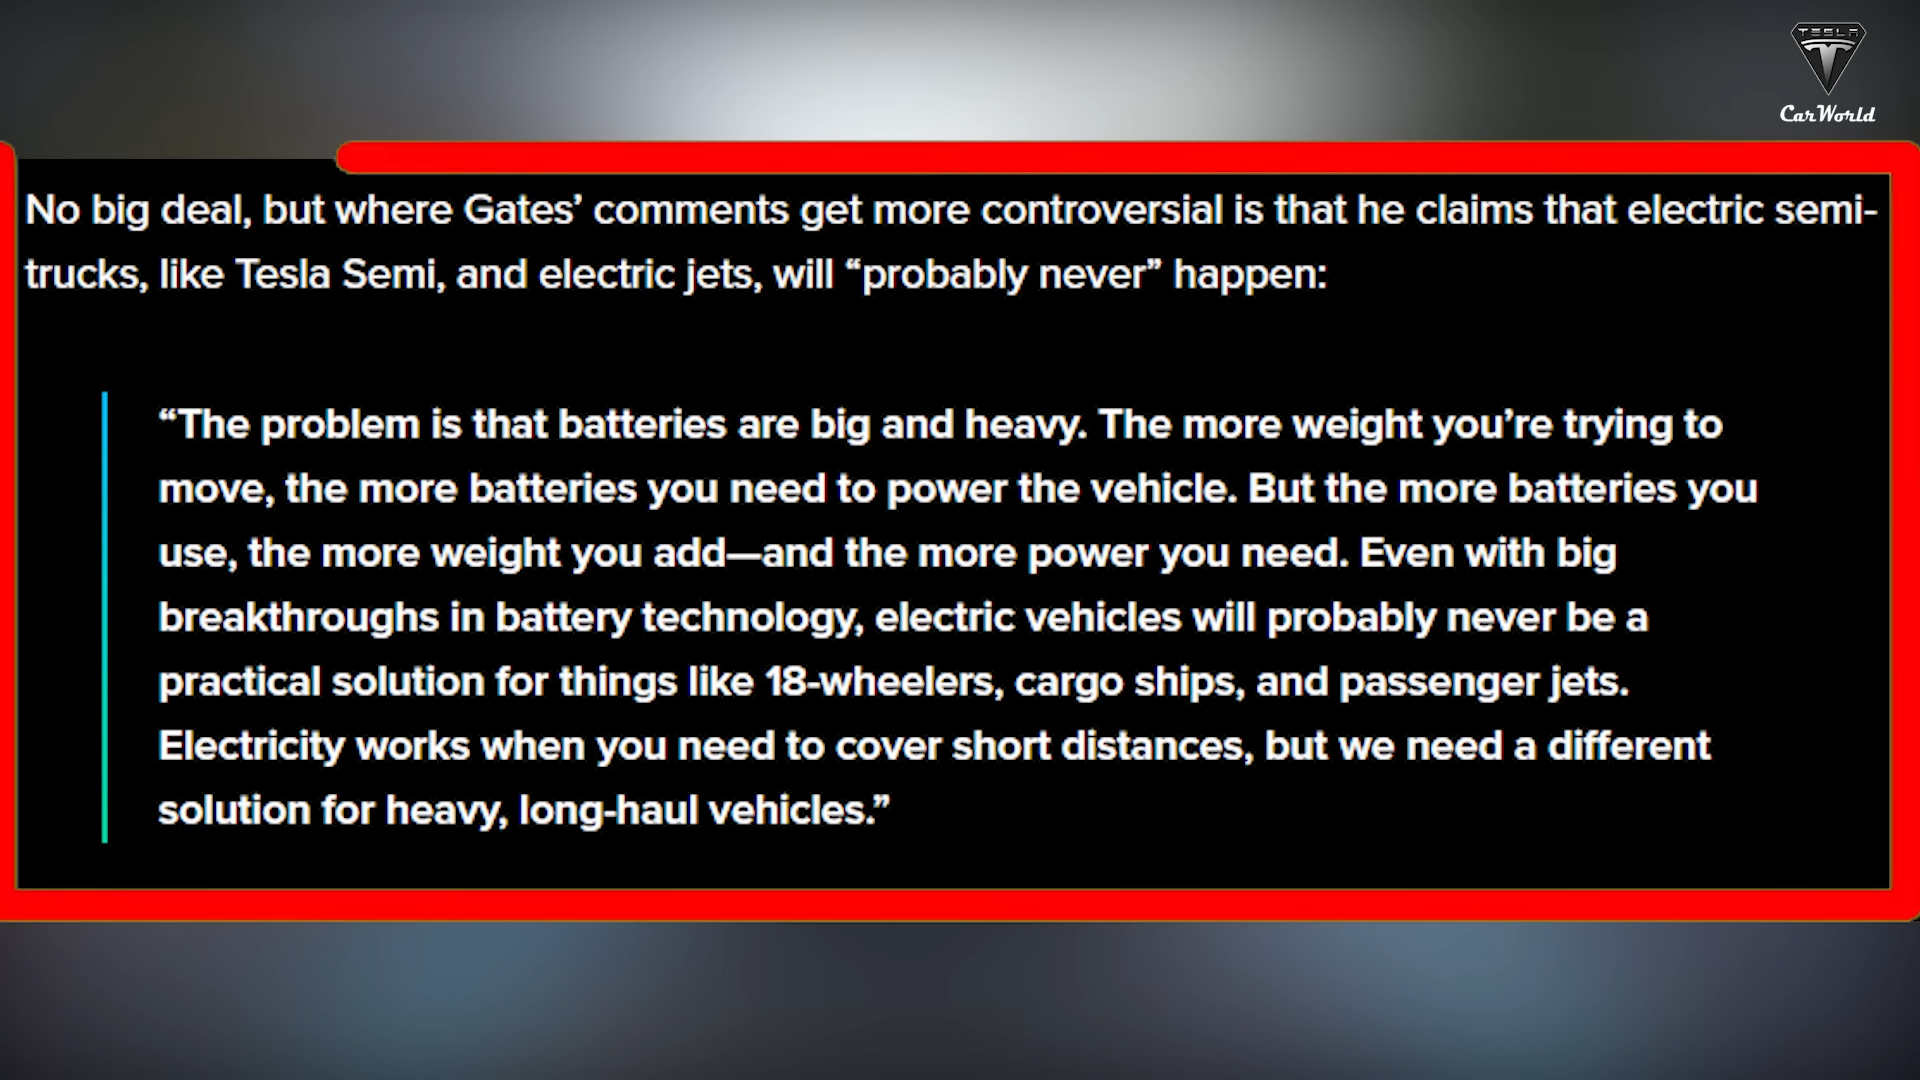 TESLA
CarWorld
No big deal, but where Gates’ comments get more controversial is that he claims that electric semi-
trucks, like Tesla Semi, and electric jets, will “probably never” happen:
“The problem is that batteries are big and heavy. The more weight you’re trying to
move, the more batteries you need to power the vehicle. But the more batteries you
use, the more weight you add—and the more power you need. Even with big
breakthroughs in battery technology, electric vehicles will probably never be a
practical solution for things like 18-wheelers, cargo ships, and passenger jets.
Electricity works when you need to cover short distances, but we need a different
solution for heavy, long-haul vehicles.”